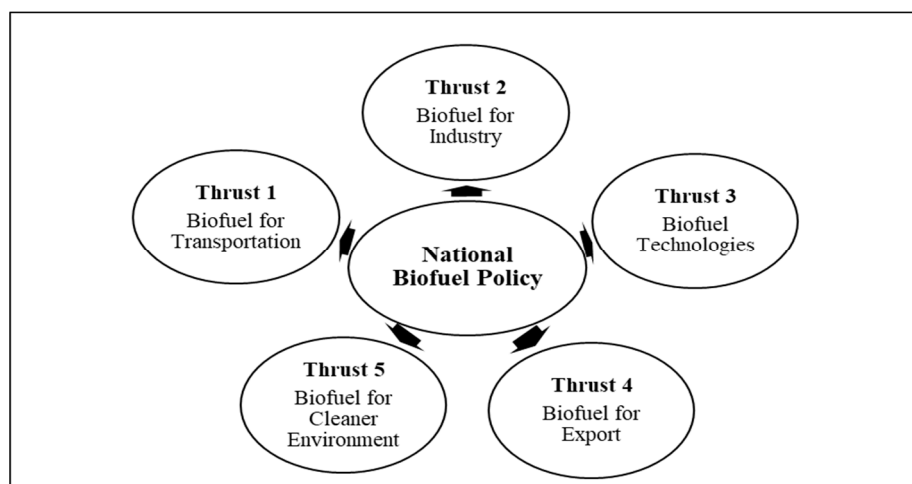 Thrust 2
Biofuel for
Industry
Thrust 1
Biofuel for
Transportation
Thrust 3
Biofuel
Technologies
National
Biofuel Policy
Thrust 5
Biofuel for
Cleaner
Environment
Thrust 4
Biofuel for
Export